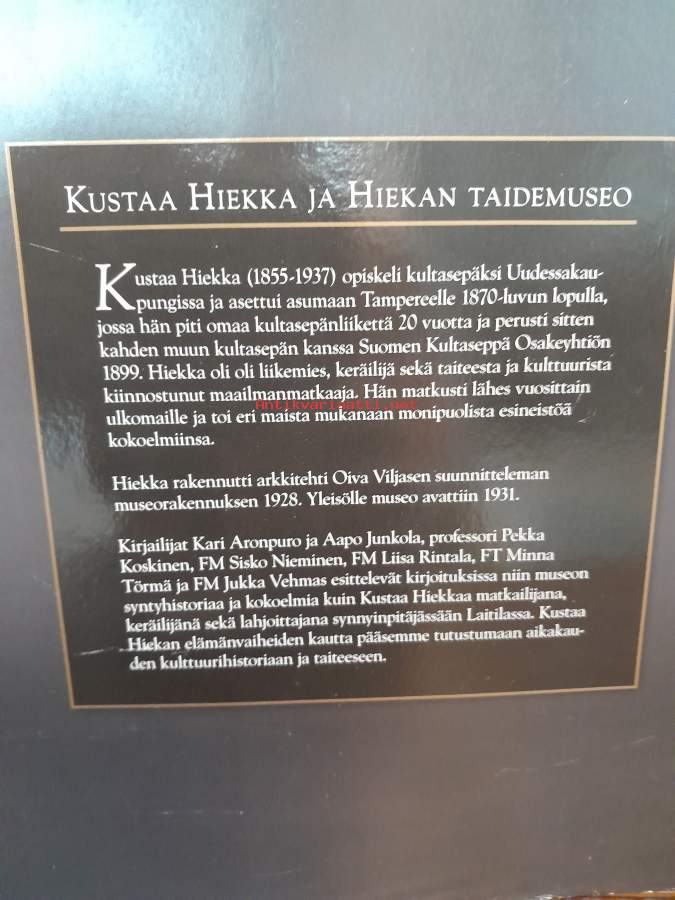 KUSTAA HIEKKA JA HIEKAN TAIDEMUSEO
Kustaa Hiekka (1855-1937) opiskeli kultasepäksi Uudessakau-
pungissa ja asettui asumaan Tampereelle 1870-luvun lopulla,
jossa hän piti omaa kultasepänliikettä 20 vuotta ja perusti sitten
kahden muun kultasepän kanssa Suomen Kultaseppä Osakeyhtiön
1899. Hiekka oli oli liikemies, keräilijä sekä taiteesta ja kulttuurista
kiinnostunut maailmanmatkaaja. Hän matkusti lähes vuosittain
Antikvariaatti.net
ulkomaille ja toi eri maista mukanaan monipuolista esineistöä
kokoelmiinsa.
Hiekka rakennutti arkkitehti Oiva Viljasen suunnitteleman
museorakennuksen 1928. Yleisölle museo avattiin 1931.
Kirjailijat Kari Aronpuro ja Aapo Junkola, professori Pekka
Koskinen, FM Sisko Nieminen, FM Liisa Rintala, FT Minna
Törmä ja FM Jukka Vehmas esittelevät kirjoituksissa niin museon
syntyhistoriaa ja kokoelmia kuin Kustaa Hiekkaa matkailijana,
keräilijänä sekä lahjoittajana synnyinpitäjässään Laitilassa. Kustaa
Hiekan elämänvaiheiden kautta pääsemme tutustumaan aikakau-
den kulttuurihistoriaan ja taiteeseen.